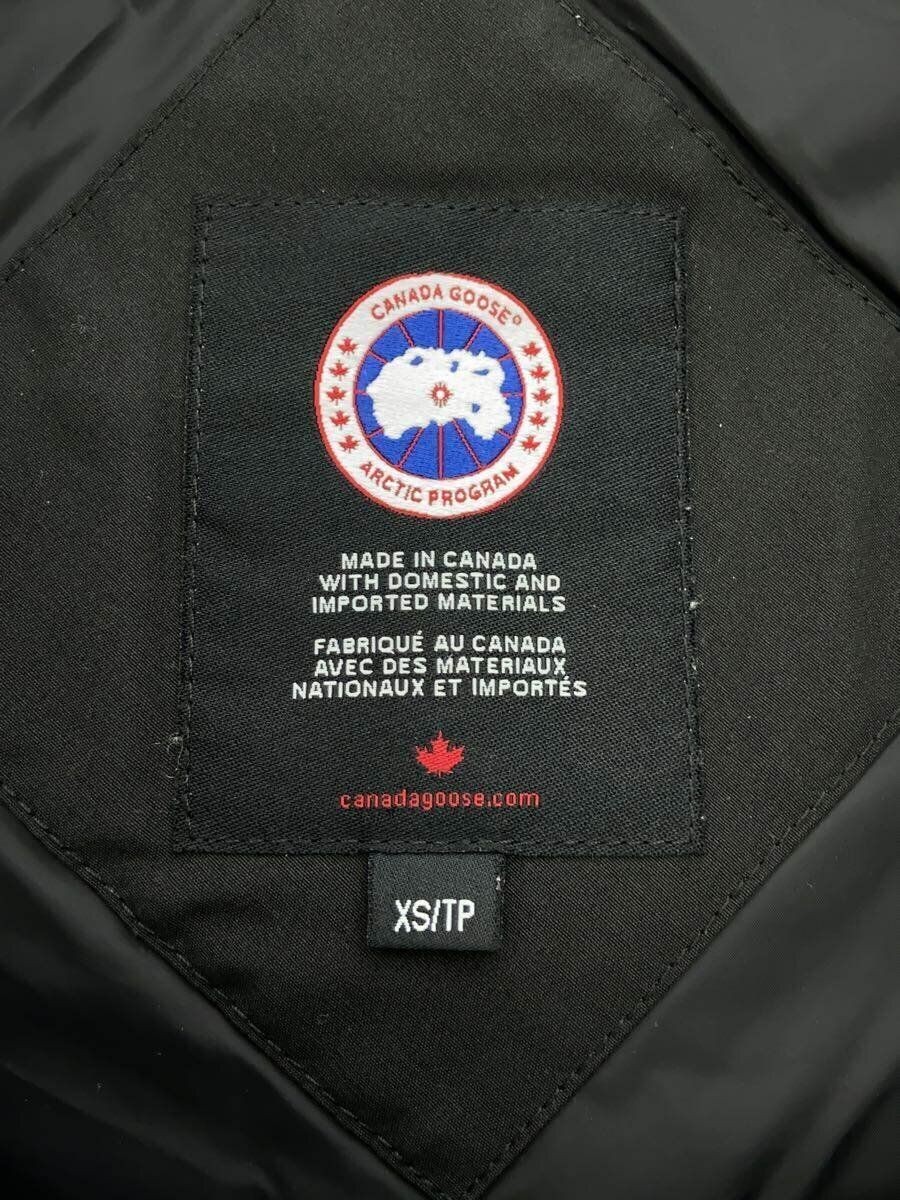 CANADA GOOSE®
ARCTIC PROGRAM
MADE IN CANADA
WITH DOMESTIC AND
IMPORTED MATERIALS
FABRIQUÉ AU CANADA
AVEC DES MATERIAUX
NATIONAUX ET IMPORTÉS
canadagoose.com
XS/TP